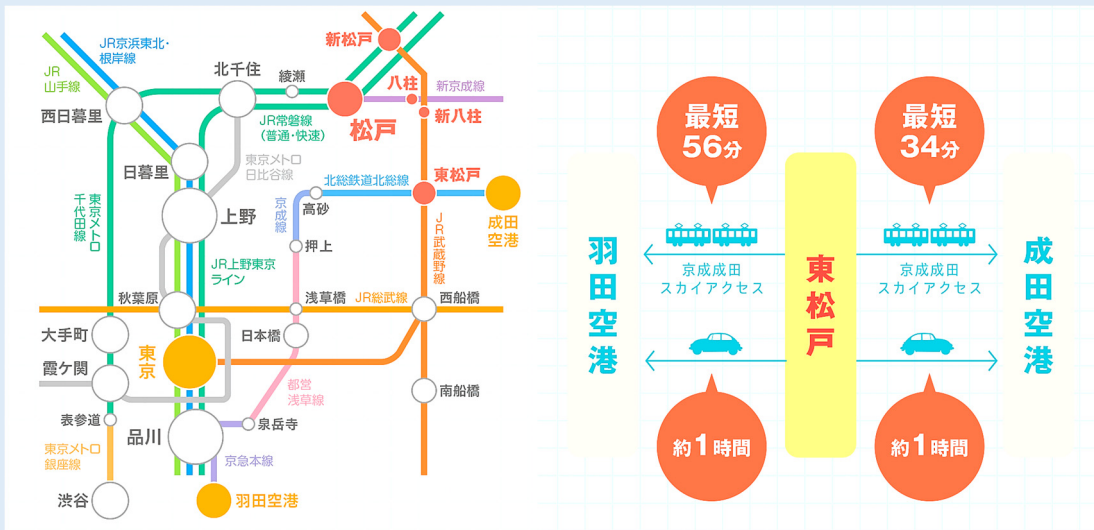 JR京浜東北・
根岸線
JR
山手線
西日暮里
北千住
綾瀬
新松戸
八柱
新京成線
新八柱
松戸
JR常磐線
(普通・快速)
東京メトロ
日比谷線
日暮里
上野
東京メトロ
千代田線
北総鉄道北総線
東松戸
成田
空港
高砂
京成線
押上
JR武蔵野線
JR上野東京
ライン
秋葉原
浅草橋
JR総武線
西船橋
大手町
東京
日本橋
霞ケ関
都営
浅草線
南船橋
表参道
品川
泉岳寺
東京メトロ
銀座線
京急本線
渋谷
羽田空港
最短
56分
最短
34分
羽田空港
京成成田
スカイアクセス
東松戸
京成成田
スカイアクセス
成田空港
約1時間
約1時間